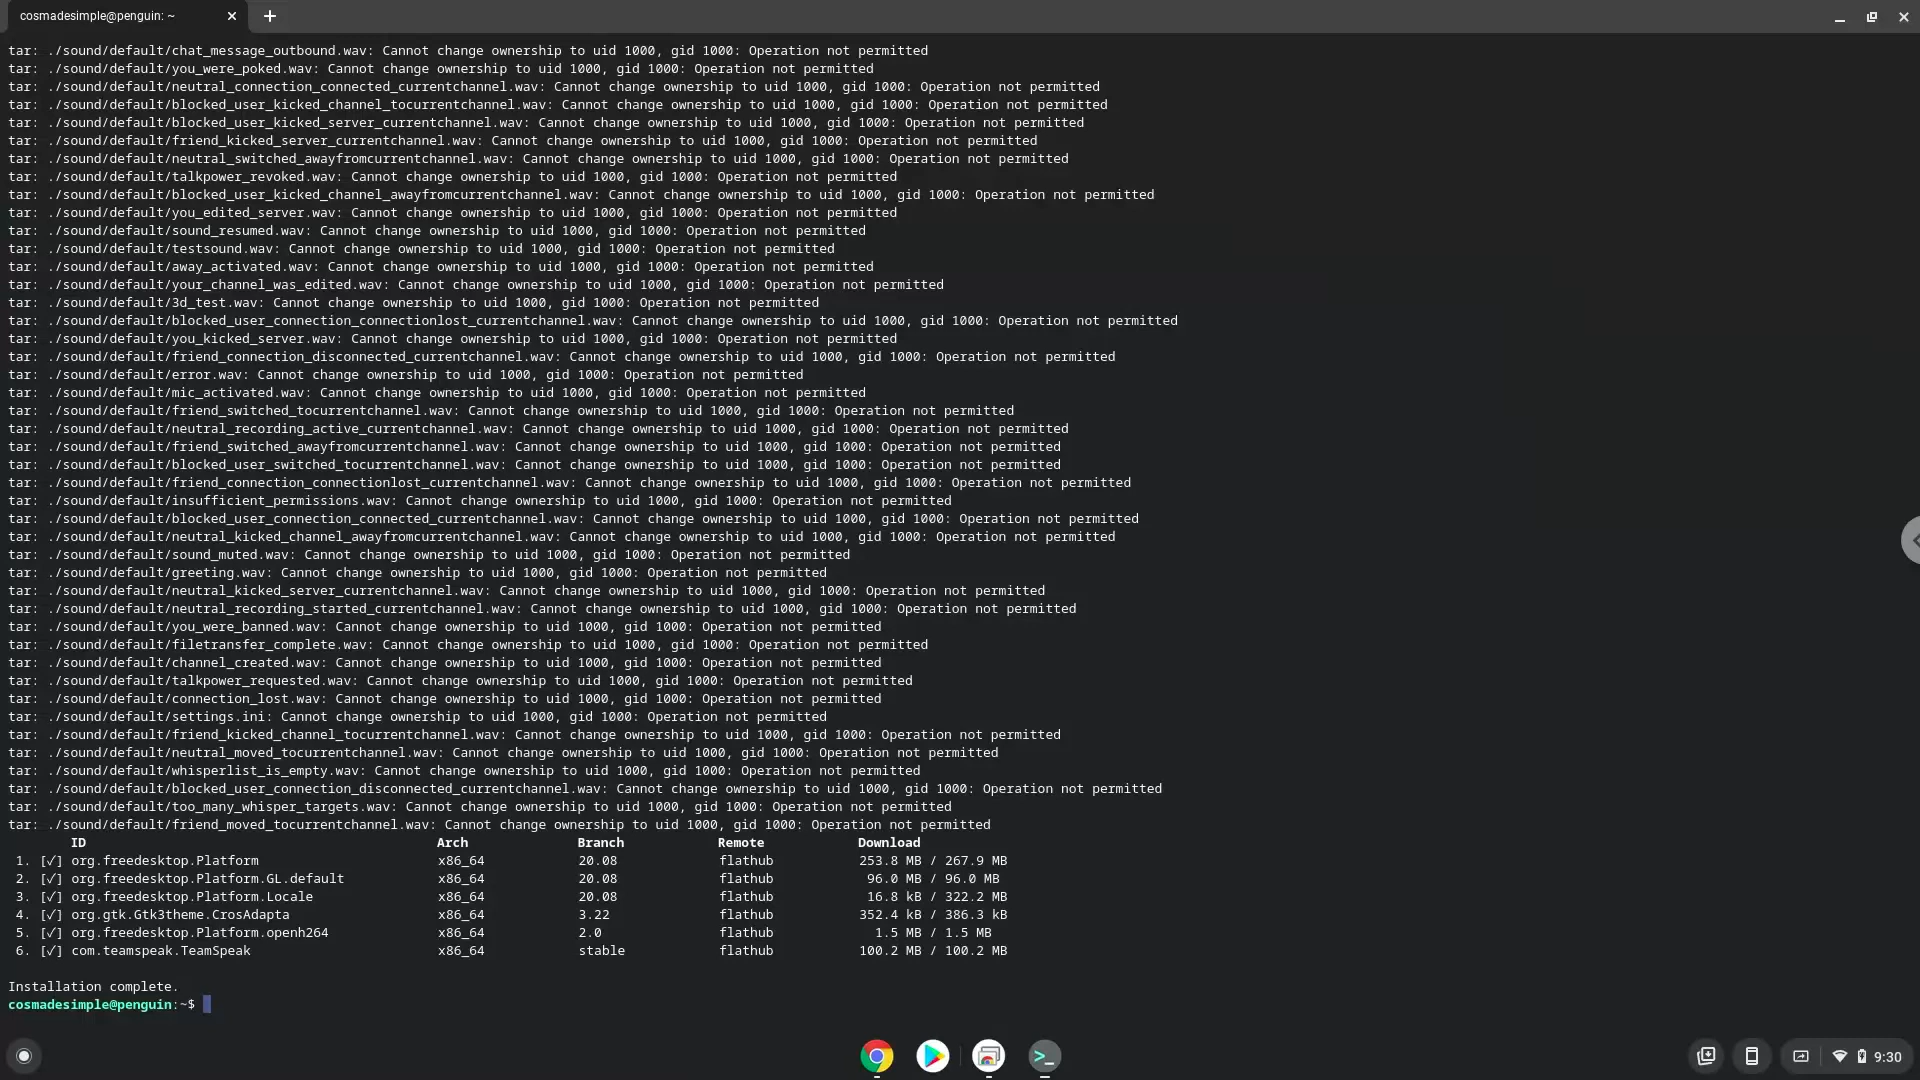 cosmadesimple@penguin: ~
tar: ./sound/default/chat_message_outbound.wav: Cannot change ownership to uid 1000, gid 1000: Operation not permitted
tar: ./sound/default/you_were_poked.wav: Cannot change ownership to uid 1000, gid 1000: Operation not permitted
tar: ./sound/default/neutral_connection_connected_currentchannel.wav: Cannot change ownership to uid 1000, gid 1000: Operation not permitted
tar: ./sound/default/blocked_user_kicked_channel_tocurrentchannel.wav: Cannot change ownership to uid 1000, gid 1000: Operation not permitted
tar: ./sound/default/blocked_user_kicked_server_currentchannel.wav: Cannot change ownership to uid 1000, gid 1000: Operation not permitted
tar: ./sound/default/friend_kicked_server_currentchannel.wav: Cannot change ownership to uid 1000, gid 1000: Operation not permitted
tar: ./sound/default/neutral_switched_awayfromcurrentchannel.wav: Cannot change ownership to uid 1000, gid 1000: Operation not permitted
tar: ./sound/default/talkpower_revoked.wav: Cannot change ownership to uid 1000, gid 1000: Operation not permitted
tar: ./sound/default/blocked_user_kicked_channel_awayfromcurrentchannel.wav: Cannot change ownership to uid 1000, gid 1000: Operation not permitted
tar: ./sound/default/you_edited_server.wav: Cannot change ownership to uid 1000, gid 1000: Operation not permitted
tar: ./sound/default/sound_resumed.wav: Cannot change ownership to uid 1000, gid 1000: Operation not permitted
tar: ./sound/default/testsound.wav: Cannot change ownership to uid 1000, gid 1000: Operation not permitted
tar: ./sound/default/away_activated.wav: Cannot change ownership to uid 1000, gid 1000: Operation not permitted
tar: ./sound/default/your_channel_was_edited.wav: Cannot change ownership to uid 1000, gid 1000: Operation not permitted
tar: ./sound/default/3d_test.wav: Cannot change ownership to uid 1000, gid 1000: Operation not permitted
tar: ./sound/default/blocked_user_connection_connectionlost_currentchannel.wav: Cannot change ownership to uid 1000, gid 1000: Operation not permitted
tar: ./sound/default/you_kicked_server.wav: Cannot change ownership to uid 1000, gid 1000: Operation not permitted
tar: ./sound/default/friend_connection_disconnected_currentchannel.wav: Cannot change ownership to uid 1000, gid 1000: Operation not permitted
tar: ./sound/default/error.wav: Cannot change ownership to uid 1000, gid 1000: Operation not permitted
tar: ./sound/default/mic_activated.wav: Cannot change ownership to uid 1000, gid 1000: Operation not permitted
tar: ./sound/default/friend_switched_tocurrentchannel.wav: Cannot change ownership to uid 1000, gid 1000: Operation not permitted
tar: ./sound/default/neutral_recording_active_currentchannel.wav: Cannot change ownership to uid 1000, gid 1000: Operation not permitted
tar: ./sound/default/friend_switched_awayfromcurrentchannel.wav: Cannot change ownership to uid 1000, gid 1000: Operation not permitted
tar: ./sound/default/blocked_user_switched_tocurrentchannel.wav: Cannot change ownership to uid 1000, gid 1000: Operation not permitted
tar: ./sound/default/friend_connection_connectionlost_currentchannel.wav: Cannot change ownership to uid 1000, gid 1000: Operation not permitted
tar: ./sound/default/insufficient_permissions.wav: Cannot change ownership to uid 1000, gid 1000: Operation not permitted
tar: ./sound/default/blocked_user_connection_connected_currentchannel.wav: Cannot change ownership to uid 1000, gid 1000: Operation not permitted
tar: ./sound/default/neutral_kicked_channel_awayfromcurrentchannel.wav: Cannot change ownership to uid 1000, gid 1000: Operation not permitted
tar: ./sound/default/sound_muted.wav: Cannot change ownership to uid 1000, gid 1000: Operation not permitted
tar: ./sound/default/greeting.wav: Cannot change ownership to uid 1000, gid 1000: Operation not permitted
tar: ./sound/default/neutral_kicked_server_currentchannel.wav: Cannot change ownership to uid 1000, gid 1000: Operation not permitted
tar: ./sound/default/neutral_recording_started_currentchannel.wav: Cannot change ownership to uid 1000, gid 1000: Operation not permitted
tar: ./sound/default/you_were_banned.wav: Cannot change ownership to uid 1000, gid 1000: Operation not permitted
tar: ./sound/default/filetransfer_complete.wav: Cannot change ownership to uid 1000, gid 1000: Operation not permitted
tar: ./sound/default/channel_created.wav: Cannot change ownership to uid 1000, gid 1000: Operation not permitted
tar: ./sound/default/talkpower_requested.wav: Cannot change ownership to uid 1000, gid 1000: Operation not permitted
tar: ./sound/default/connection_lost.wav: Cannot change ownership to uid 1000, gid 1000: Operation not permitted
tar: ./sound/default/settings.ini: Cannot change ownership to uid 1000, gid 1000: Operation not permitted
tar: ./sound/default/friend_kicked_channel_tocurrentchannel.wav: Cannot change ownership to uid 1000, gid 1000: Operation not permitted
tar: ./sound/default/neutral_moved_tocurrentchannel.wav: Cannot change ownership to uid 1000, gid 1000: Operation not permitted
tar: ./sound/default/whisperlist_is_empty.wav: Cannot change ownership to uid 1000, gid 1000: Operation not permitted
tar: ./sound/default/blocked_user_connection_disconnected_currentchannel.wav: Cannot change ownership to uid 1000, gid 1000: Operation not permitted
tar: ./sound/default/too_many_whisper_targets.wav: Cannot change ownership to uid 1000, gid 1000: Operation not permitted
tar: ./sound/default/friend_moved_tocurrentchannel.wav: Cannot change ownership to uid 1000, gid 1000: Operation not permitted
ID Arch Branch Remote Download
1. [✓] org.freedesktop.Platform x86_64 20.08 flathub 253.8 MB / 267.9 MB
2. [✓] org.freedesktop.Platform.GL.default x86_64 20.08 flathub 96.0 MB / 96.0 MB
3. [✓] org.freedesktop.Platform.Locale x86_64 20.08 flathub 16.8 kB / 322.2 MB
4. [✓] org.gtk.Gtk3theme.CrosAdapta x86_64 3.22 flathub 352.4 kB / 386.3 kB
5. [✓] org.freedesktop.Platform.openh264 x86_64 2.0 flathub 1.5 MB / 1.5 MB
6. [✓] com.teamspeak.TeamSpeak x86_64 stable flathub 100.2 MB / 100.2 MB
Installation complete.
cosmadesimple@penguin:~$
9:30